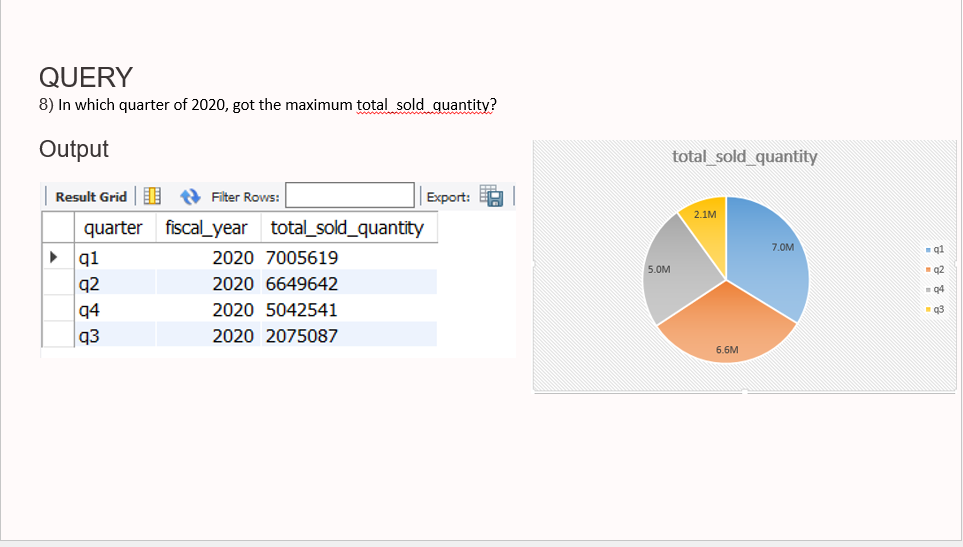 QUERY
8) In which quarter of 2020, got the maximum total_sold_quantity?
Output
Result Grid Filter Rows: Export:
quarter fiscal_year total_sold_quantity
q1 2020 7005619
q2 2020 6649642
q4 2020 5042541
q3 2020 2075087
total_sold_quantity
2.1M
7.0M
5.0M
6.6M
q1
q2
q4
q3